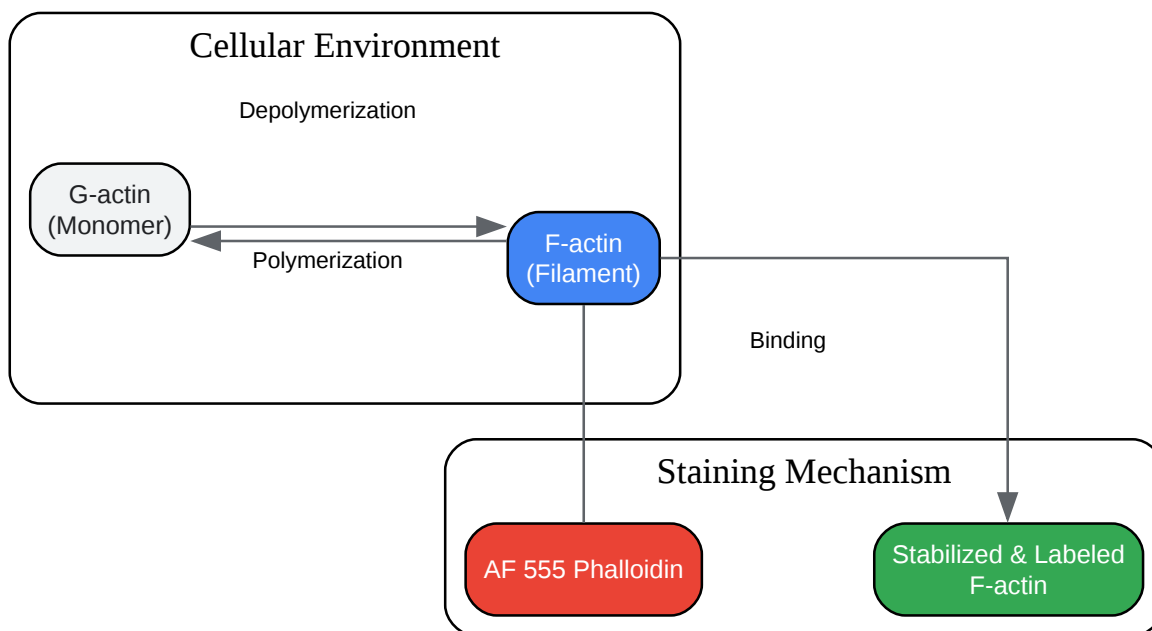 Cellular Environment
Depolymerization
G-actin
(Monomer)
Polymerization
F-actin
(Filament)
Binding
Staining Mechanism
AF 555 Phalloidin
Stabilized & Labeled
F-actin